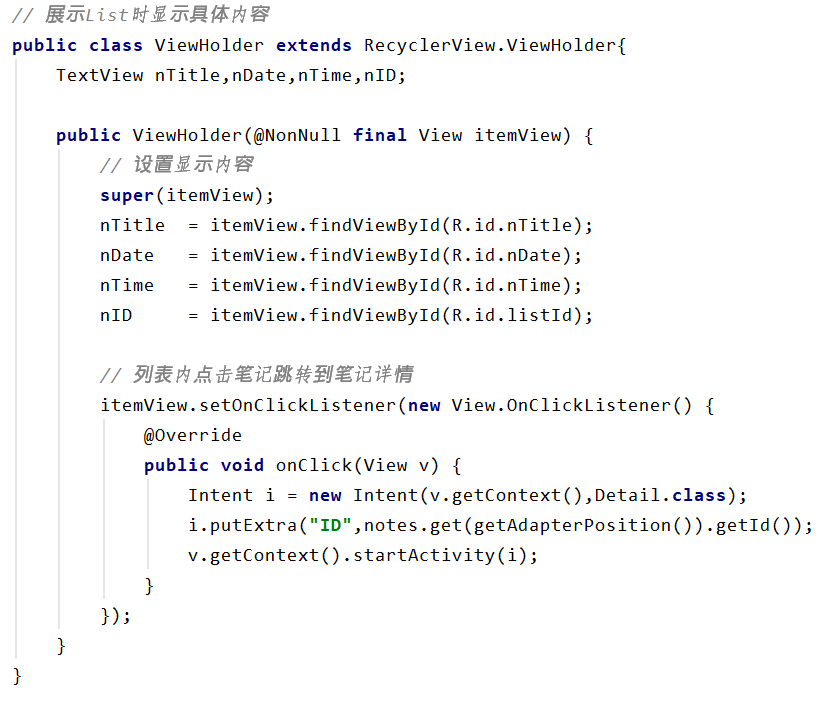 // 展示List时显示具体内容
public class ViewHolder extends RecyclerView.ViewHolder{
    TextView nTitle,nDate,nTime,nID;

    public ViewHolder(@NonNull final View itemView) {
        // 设置显示内容
        super(itemView);
        nTitle  = itemView.findViewById(R.id.nTitle);
        nDate   = itemView.findViewById(R.id.nDate);
        nTime   = itemView.findViewById(R.id.nTime);
        nID     = itemView.findViewById(R.id.listId);

        // 列表内点击笔记跳转到笔记详情
        itemView.setOnClickListener(new View.OnClickListener() {
            @Override
            public void onClick(View v) {
                Intent i = new Intent(v.getContext(),Detail.class);
                i.putExtra("ID",notes.get(getAdapterPosition()).getId());
                v.getContext().startActivity(i);
            }
        });
    }
}